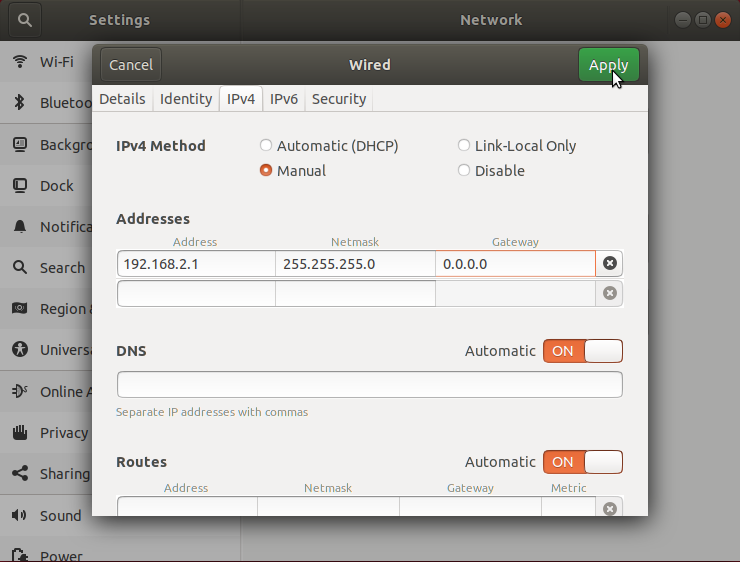 Settings
Network
Cancel
Wired
Apply
Wi-Fi
Bluetoo
Backgro
Dock
Notifica
Search
Region &
Universa
Online A
Privacy
Sharing
Sound
Power
Details Identity IPv4 IPv6 Security
IPv4 Method
Automatic (DHCP)
Link-Local Only
Manual
Disable
Addresses
Address Netmask Gateway
192.168.2.1 255.255.255.0 0.0.0.0
DNS
Automatic ON
Separate IP addresses with commas
Routes
Automatic ON
Address Netmask Gateway Metric